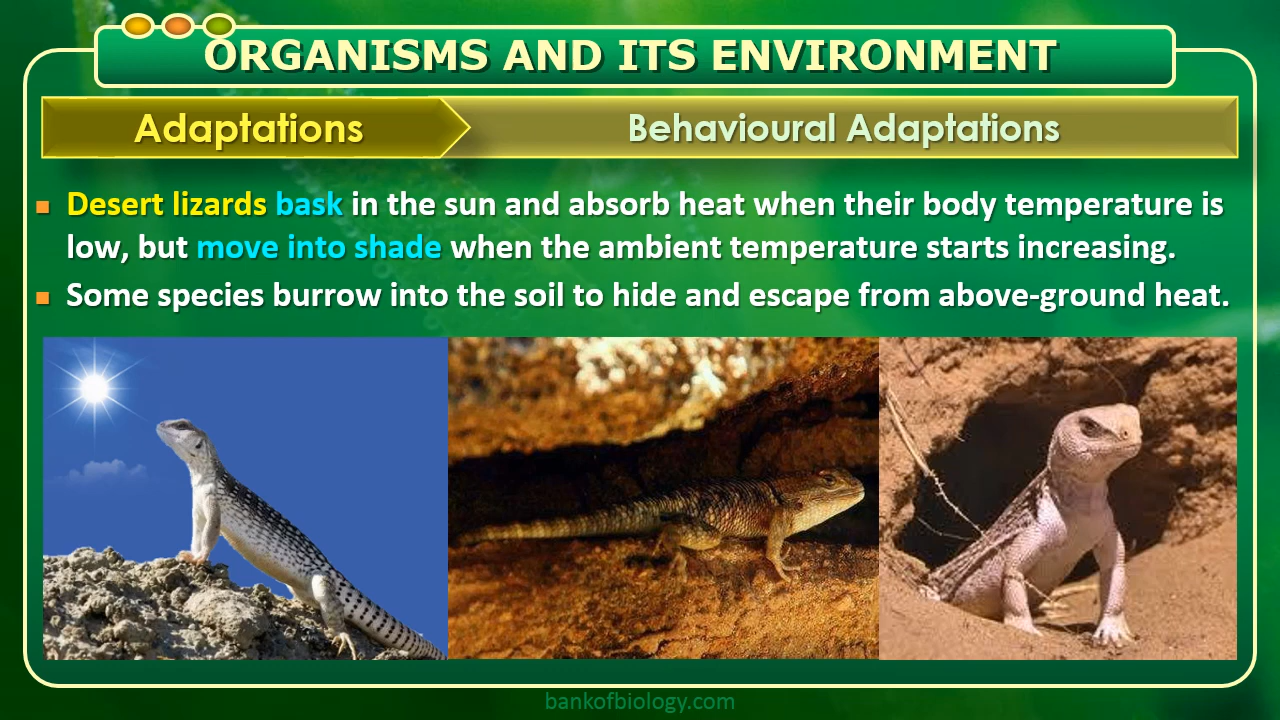 ORGANISMS AND ITS ENVIRONMENT
Adaptations
Behavioural Adaptations
Desert lizards bask in the sun and absorb heat when their body temperature is
low, but move into shade when the ambient temperature starts increasing.
Some species burrow into the soil to hide and escape from above-ground heat.
bankofbiology.com